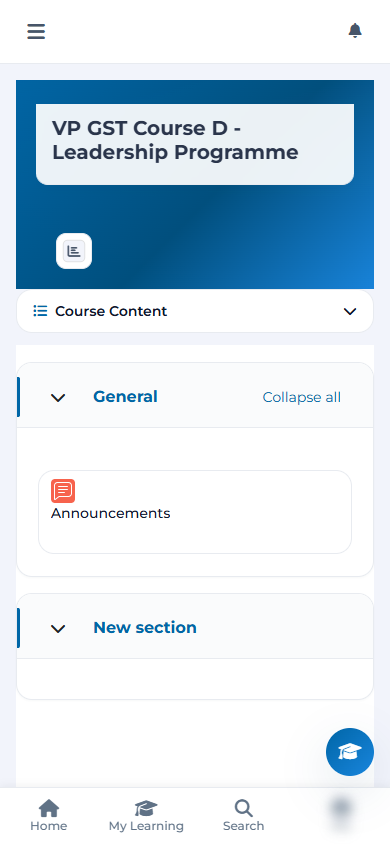 VP GST Course D -
Leadership Programme
Course Content
General
Collapse all
Announcements
New section
Home
My Learning
Search